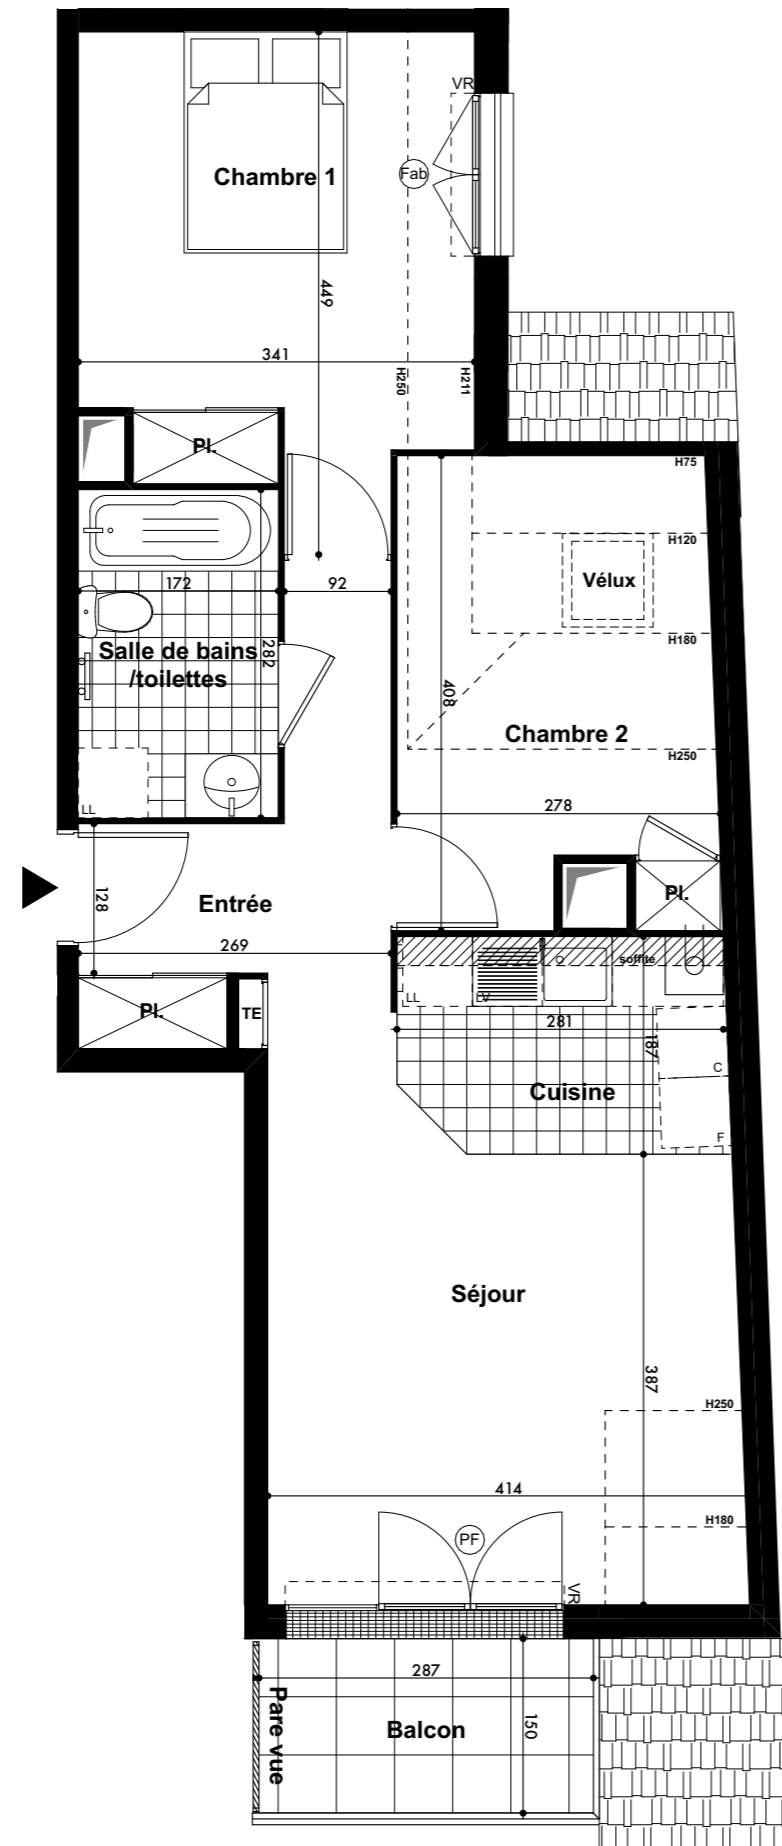 VR
Chambre 1
Fab
449
341
H250
H211
Pl.
H75
H120
Vélux
172
92
H180
Salle de bains
/toilettes
282
408
Chambre 2
H250
278
LL
128
Entrée
Pl.
269
soffite
Pl.
TE
LL
LV
281
187
C
Cuisine
F
Séjour
387
H250
414
H180
PF
VR
287
Pare vue
150
Balcon